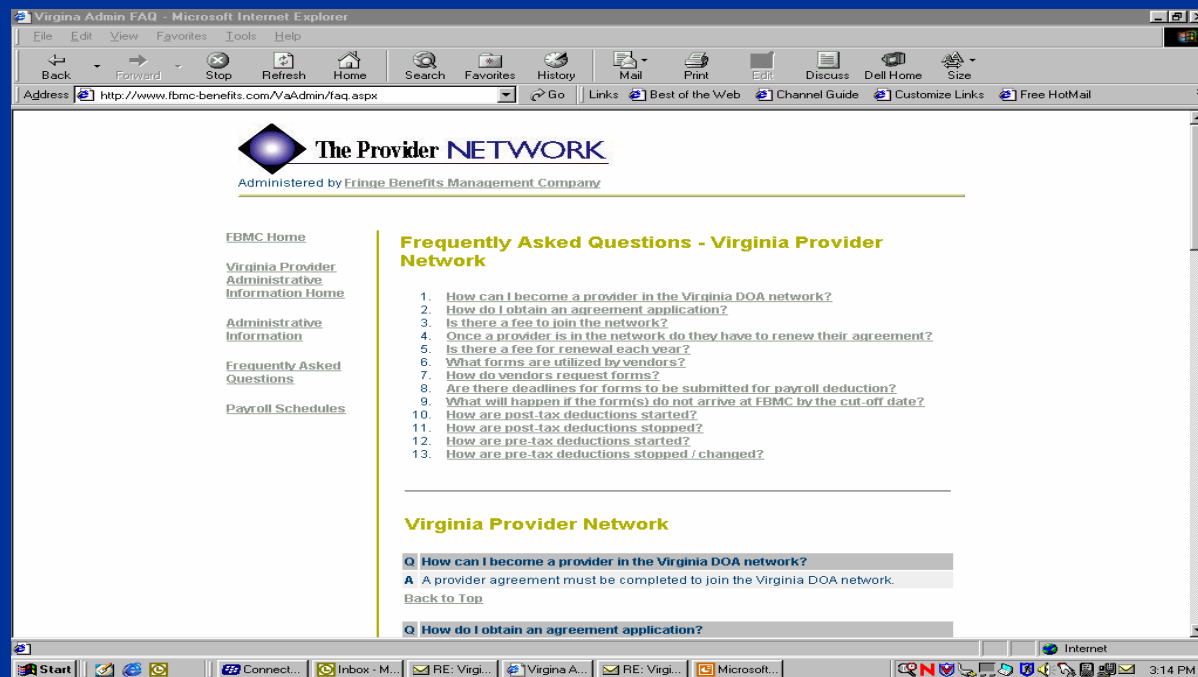 Virgina Admin FAQ - Microsoft Internet Explorer
File Edit View Favorites Tools Help
Back Forward Stop Refresh Home Search Favorites History Mail Print Edit Discuss Dell Home Size
Address http://www.fbmc-benefits.com/VaAdmin/faq.aspx Go Links Best of the Web Channel Guide Customize Links Free HotMail
The Provider NETWORK
Administered by Fringe Benefits Management Company
FBMC Home
Virginia Provider
Administrative
Information Home
Administrative
Information
Frequently Asked
Questions
Payroll Schedules
Frequently Asked Questions - Virginia Provider
Network
1. How can I become a provider in the Virginia DOA network?
2. How do I obtain an agreement application?
3. Is there a fee to join the network?
4. Once a provider is in the network do they have to renew their agreement?
5. Is there a fee for renewal each year?
6. What forms are utilized by vendors?
7. How do vendors request forms?
8. Are there deadlines for forms to be submitted for payroll deduction?
9. What will happen if the form(s) do not arrive at FBMC by the cut-off date?
10. How are post-tax deductions started?
11. How are post-tax deductions stopped?
12. How are pre-tax deductions started?
13. How are pre-tax deductions stopped / changed?
Virginia Provider Network
Q How can I become a provider in the Virginia DOA network?
A A provider agreement must be completed to join the Virginia DOA network.
Back to Top
Q How do I obtain an agreement application?
Internet
Start Connect... Inbox - M... RE: Virgi... Virgina A... RE: Virgi... Microsoft... 3:14 PM